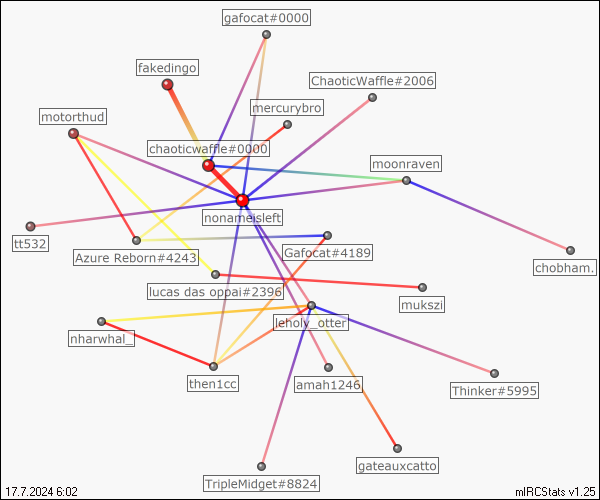 gafocat#0000
fakedingo
ChaoticWaffle#2006
mercurybro
motorthud
chaoticwaffle#0000
moonraven
nonameisleft
tt532
Azure Reborn#4243
Gafocat#4189
chobham.
lucas das oppai#2396
mukszi
leholy_otter
nharwhal_
then1cc
amah1246
Thinker#5995
gateauxcatto
TripleMidget#8824
17.7.2024 6:02
mIRCStats v1.25